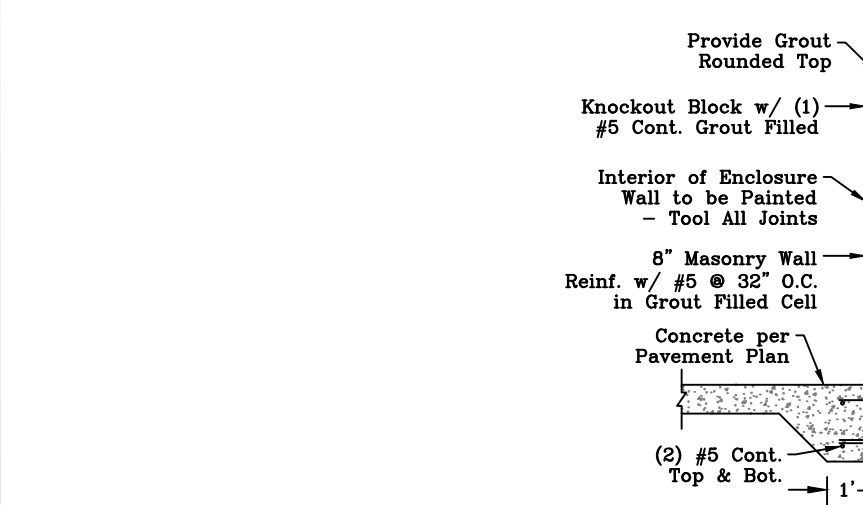 Provide Grout
Rounded Top
Knockout Block w/ (1)
#5 Cont. Grout Filled
Interior of Enclosure
Wall to be Painted
- Tool All Joints
8" Masonry Wall
Reinf. w/ #5 @ 32" O.C.
in Grout Filled Cell
Concrete per
Pavement Plan
(2) #5 Cont.
Top & Bot.
1'-